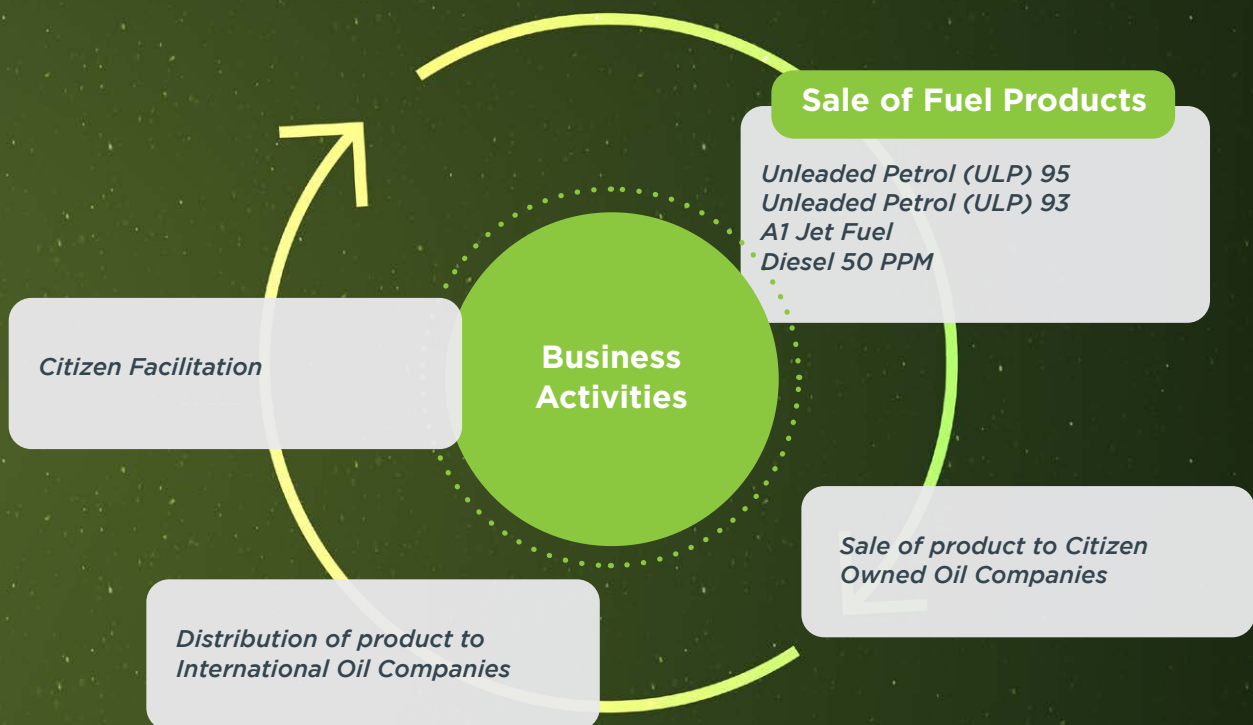 Sale of Fuel Products
Unleaded Petrol (ULP) 95
Unleaded Petrol (ULP) 93
A1 Jet Fuel
Diesel 50 PPM
Business
Activities
Citizen Facilitation
Sale of product to Citizen
Owned Oil Companies
Distribution of product to
International Oil Companies